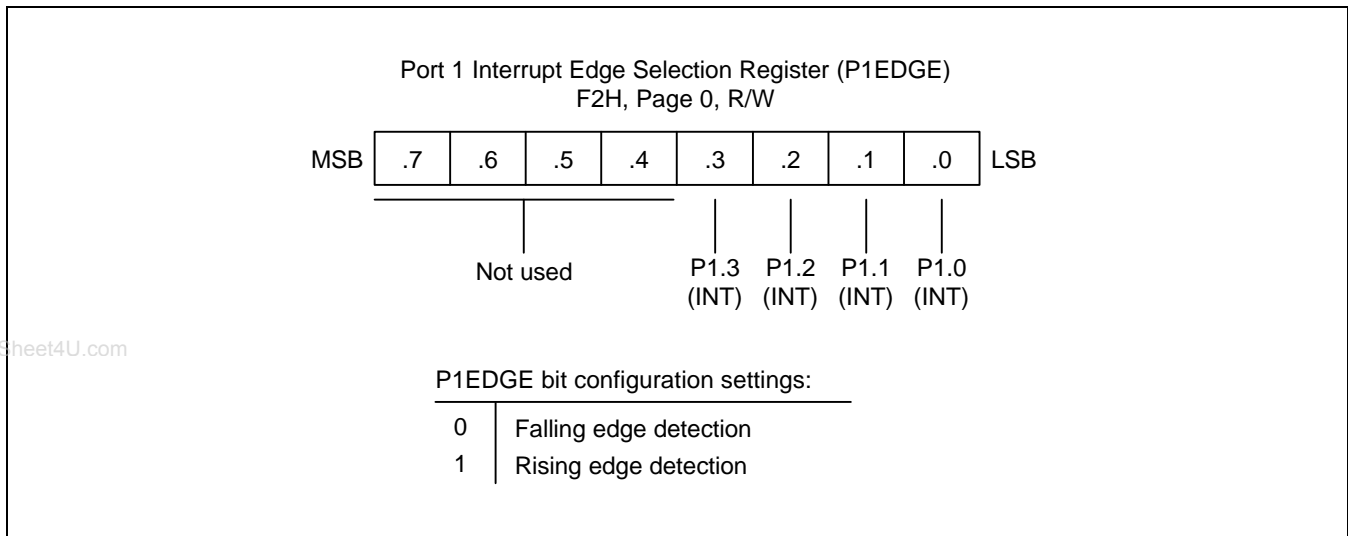 Port 1 Interrupt Edge Selection Register (P1EDGE)
F2H, Page 0, R/W
MSB .7 .6 .5 .4 .3 .2 .1 .0 LSB
Not used P1.3 P1.2 P1.1 P1.0
(INT) (INT) (INT) (INT)
Sheet4U.com
P1EDGE bit configuration settings:
0 Falling edge detection
1 Rising edge detection